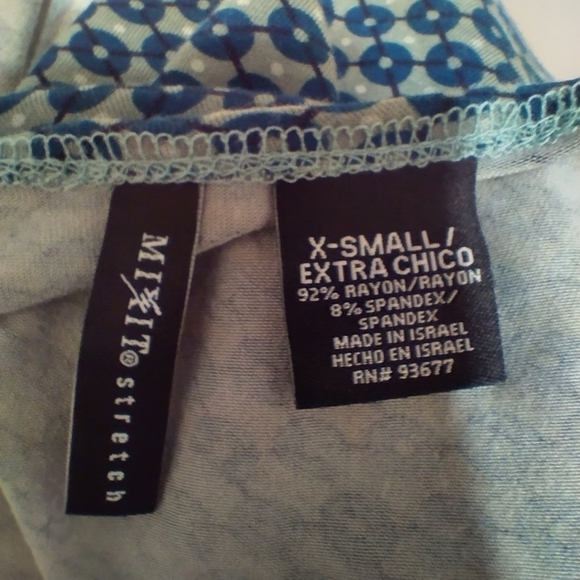 MIXIT® stretch
X-SMALL/
EXTRA CHICO
92% RAYON/RAYON
8% SPANDEX/
SPANDEX
MADE IN ISRAEL
HECHO EN ISRAEL
RN# 93677